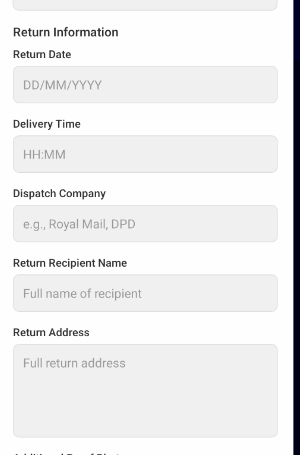 Return Information
Return Date
DD/MM/YYYY
Delivery Time
HH:MM
Dispatch Company
e.g., Royal Mail, DPD
Return Recipient Name
Full name of recipient
Return Address
Full return address